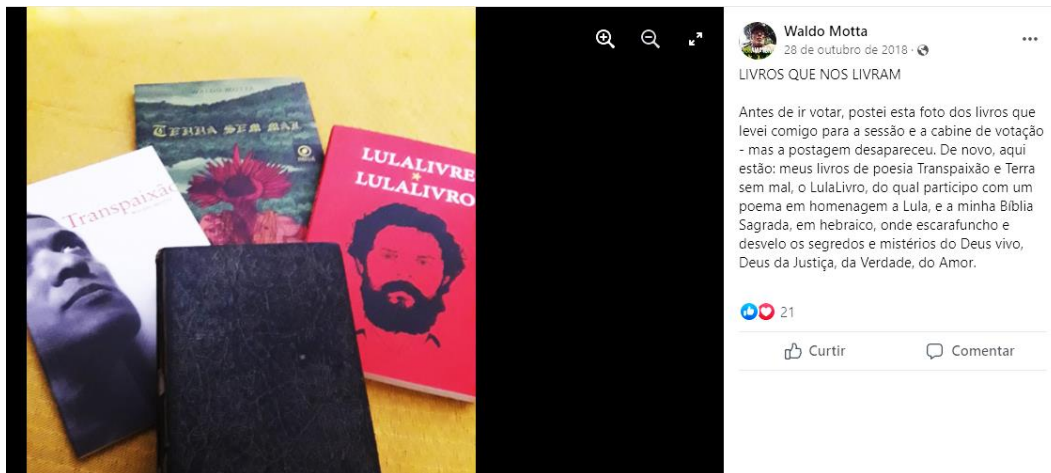 WALDO MOTTA
TERRA SEM MAL
LULALIVRE
LULALIVRO
Transpaixão
Waldo Motta
28 de outubro de 2018 ·
LIVROS QUE NOS LIVRAM
Antes de ir votar, postei esta foto dos livros que
levei comigo para a sessão e a cabine de votação
- mas a postagem desapareceu. De novo, aqui
estão: meus livros de poesia Transpaixão e Terra
sem mal, o LulaLivro, do qual participo com um
poema em homenagem a Lula, e a minha Bíblia
Sagrada, em hebraico, onde escarafuncho e
desvelo os segredos e mistérios do Deus vivo,
Deus da Justiça, da Verdade, do Amor.
21
Curtir
Comentar